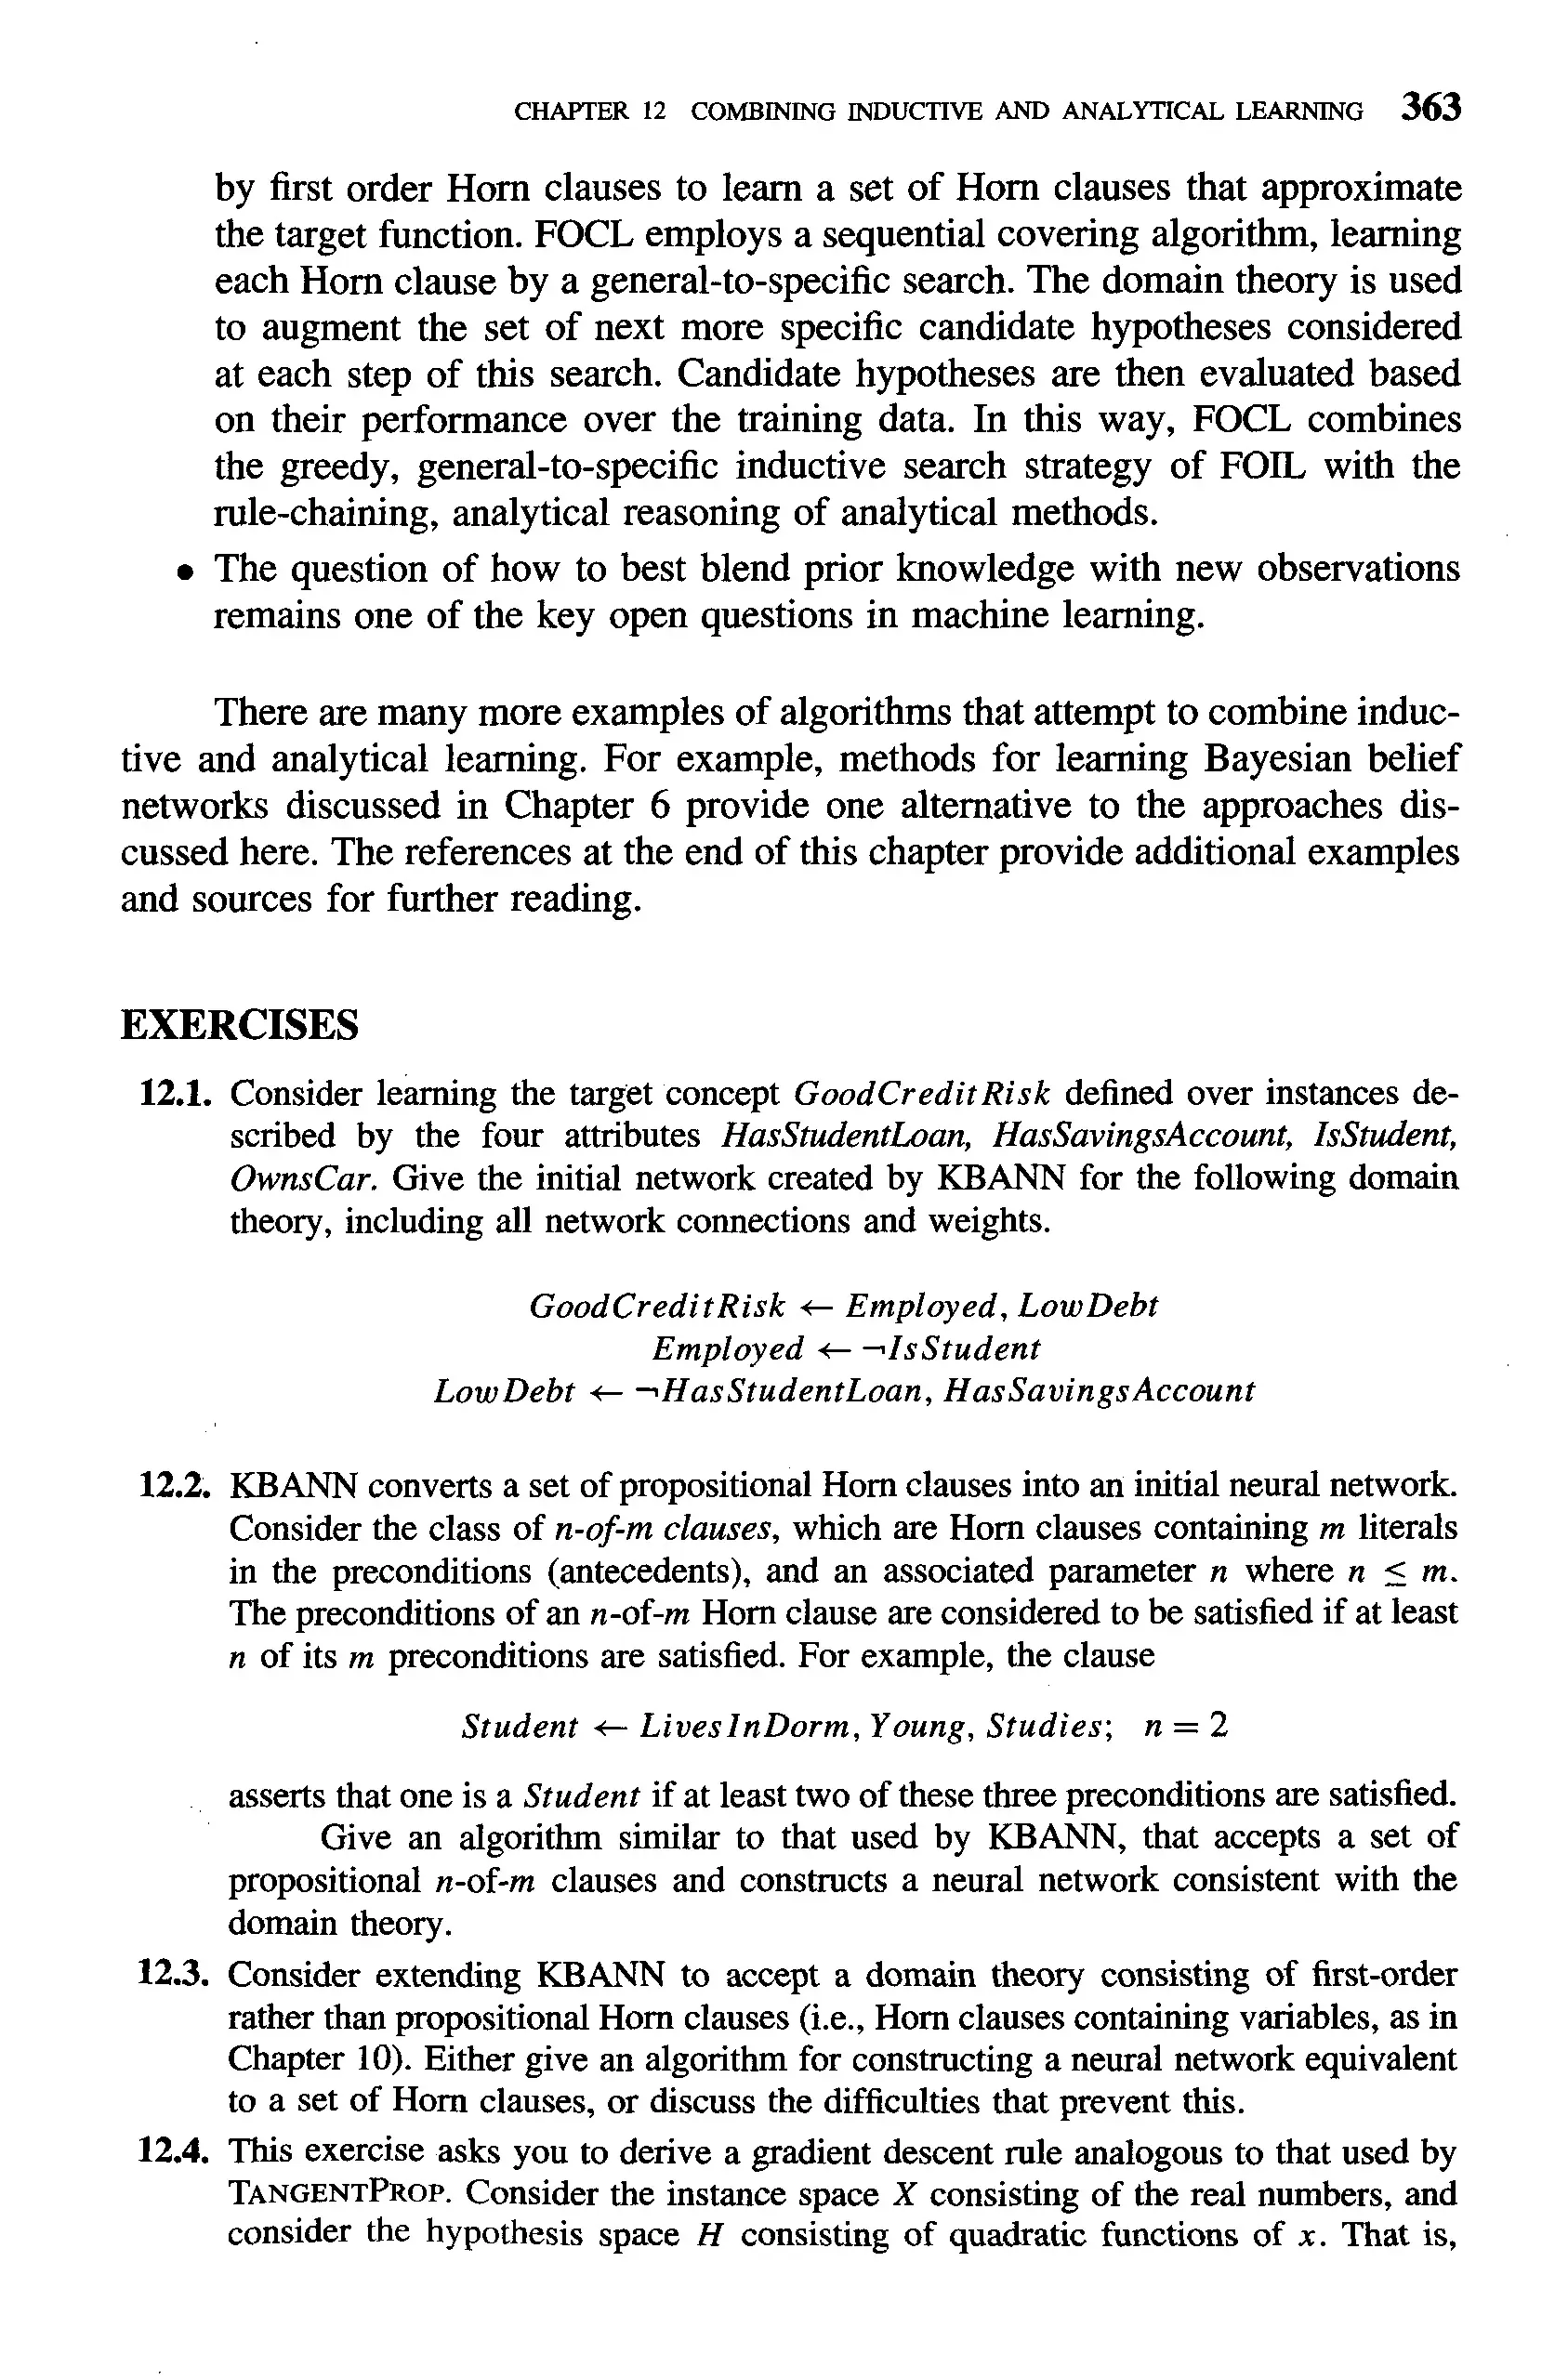 CHAPTER 12 COMBINING INDUCTIVE AND ANALYTICAL LEARNING 363
by first order Horn clauses to learn a set of Horn clauses that approximate
the target function. FOCL employs a sequential covering algorithm, learning
each Horn clause by a general-to-specific search. The domain theory is used
to augment the set of next more specific candidate hypotheses considered
at each step of this search. Candidate hypotheses are then evaluated based
on their performance over the training data. In this way, FOCL combines
the greedy, general-to-specific inductive search strategy of FOIL with the
rule-chaining, analytical reasoning of analytical methods.
• The question of how to best blend prior knowledge with new observations
remains one of the key open questions in machine learning.
There are many more examples of algorithms that attempt to combine induc-
tive and analytical learning. For example, methods for learning Bayesian belief
networks discussed in Chapter 6 provide one alternative to the approaches dis-
cussed here. The references at the end of this chapter provide additional examples
and sources for further reading.
EXERCISES
12.1. Consider learning the target concept GoodCreditRisk defined over instances de-
scribed by the four attributes HasStudentLoan, HasSavingsAccount, IsStudent,
OwnsCar. Give the initial network created by KBANN for the following domain
theory, including all network connections and weights.
GoodCreditRisk ← Employed, LowDebt
Employed ← ¬IsStudent
LowDebt ← ¬HasStudentLoan, HasSavingsAccount
12.2. KBANN converts a set of propositional Horn clauses into an initial neural network.
Consider the class of n-of-m clauses, which are Horn clauses containing m literals
in the preconditions (antecedents), and an associated parameter n where n ≤ m.
The preconditions of an n-of-m Horn clause are considered to be satisfied if at least
n of its m preconditions are satisfied. For example, the clause
Student ← LivesInDorm, Young, Studies; n = 2
asserts that one is a Student if at least two of these three preconditions are satisfied.
Give an algorithm similar to that used by KBANN, that accepts a set of
propositional n-of-m clauses and constructs a neural network consistent with the
domain theory.
12.3. Consider extending KBANN to accept a domain theory consisting of first-order
rather than propositional Horn clauses (i.e., Horn clauses containing variables, as in
Chapter 10). Either give an algorithm for constructing a neural network equivalent
to a set of Horn clauses, or discuss the difficulties that prevent this.
12.4. This exercise asks you to derive a gradient descent rule analogous to that used by
TANGENTPROP. Consider the instance space X consisting of the real numbers, and
consider the hypothesis space H consisting of quadratic functions of x. That is,